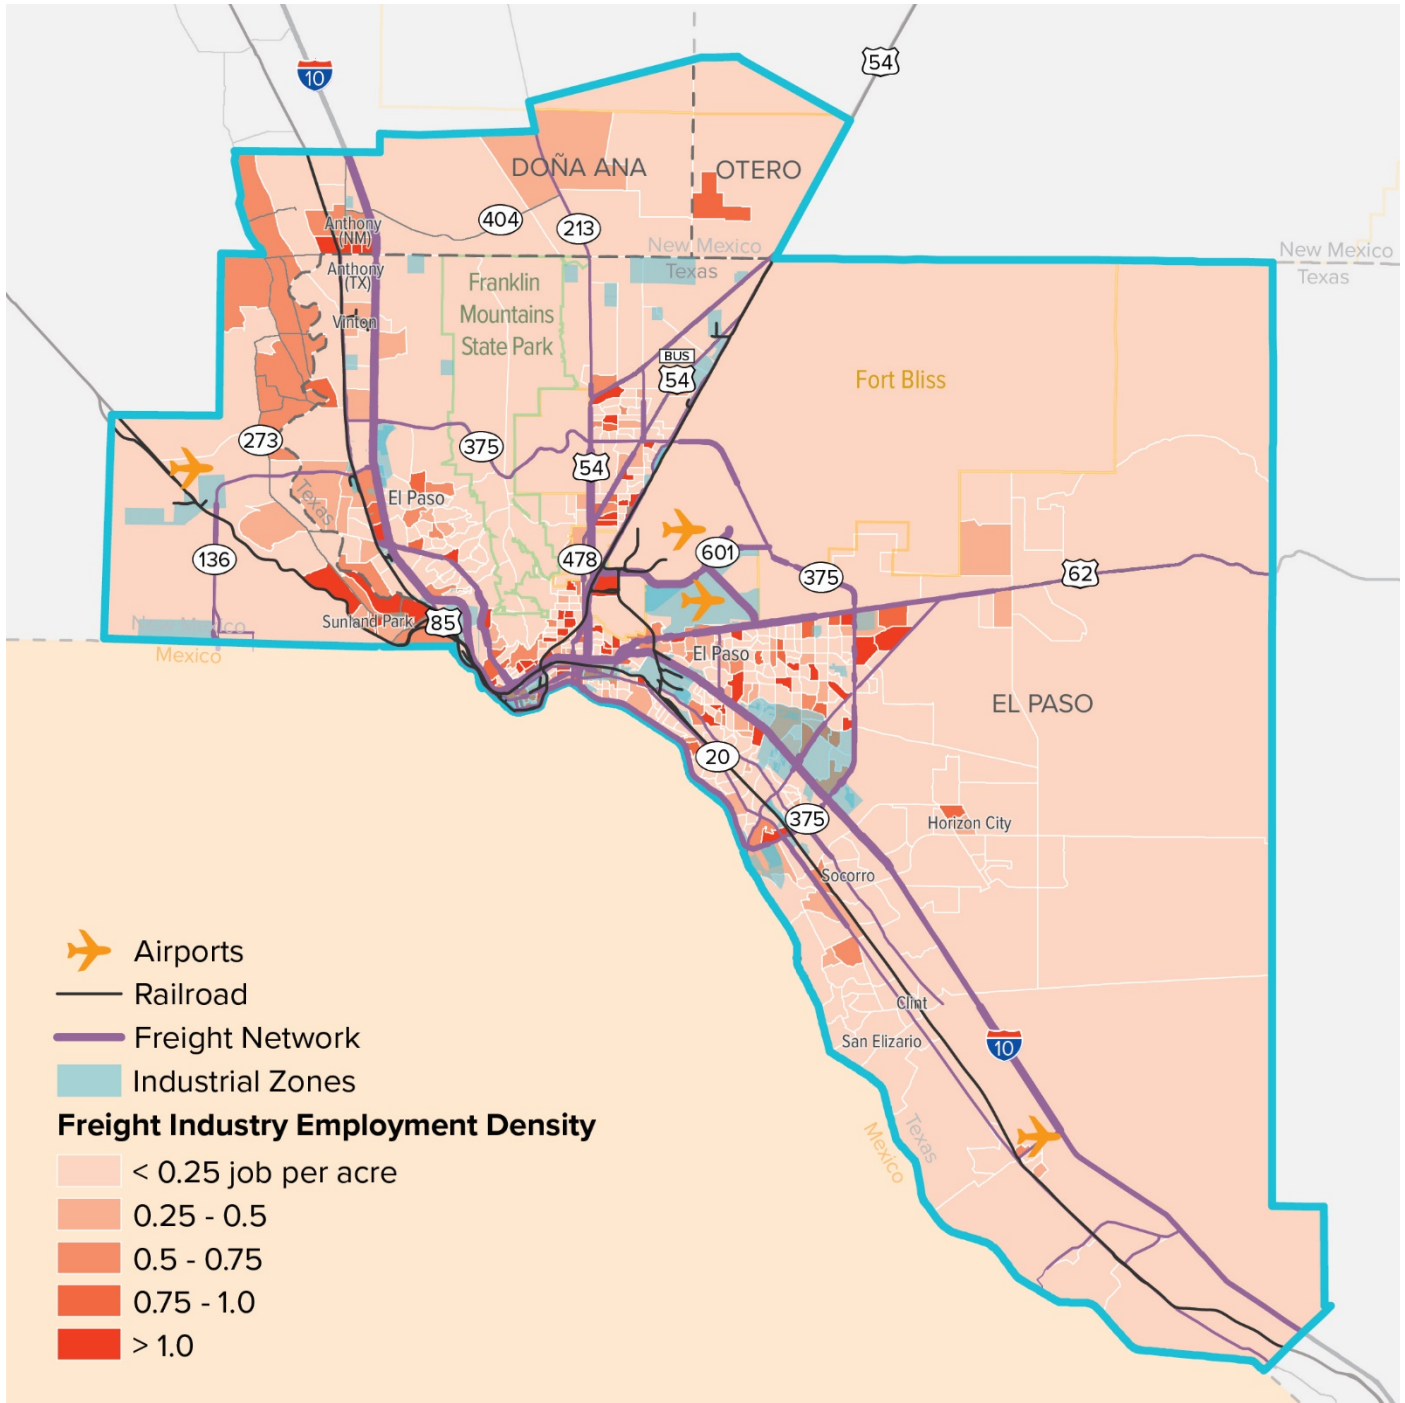 54
10
DOÑA ANA
OTERO
404
213
Anthony
(NM)
New Mexico
Texas
New Mexico
Texas
Anthony
(TX)
Franklin
Mountains
State Park
Vinton
BUS
54
Fort Bliss
273
375
54
Texas
El Paso
136
478
601
375
62
Sunland Park
85
New Mexico
Mexico
El Paso
EL PASO
20
375
Horizon City
Socorro
Clint
San Elizario
10
Texas
Mexico
Airports
Railroad
Freight Network
Industrial Zones
Freight Industry Employment Density
< 0.25 job per acre
0.25 - 0.5
0.5 - 0.75
0.75 - 1.0
> 1.0